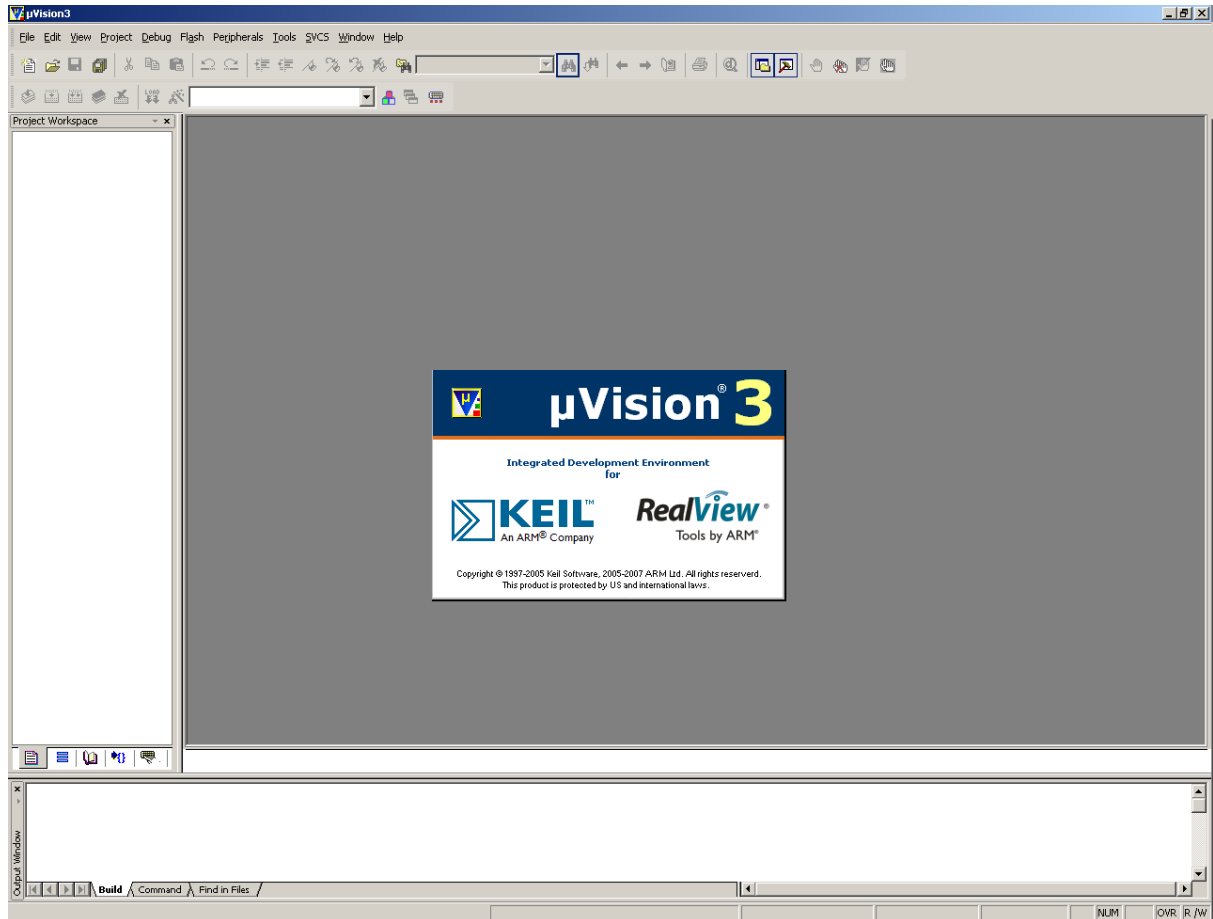 µVision3
File Edit View Project Debug Flash Peripherals Tools SVCS Window Help
LOAD
Project Workspace
µVision® 3
Integrated Development Environment
for
KEIL™
An ARM® Company
RealView®
Tools by ARM®
Copyright © 1997-2005 Keil Software, 2005-2007 ARM Ltd. All rights reserverd.
This product is protected by US and international laws.
Output Window
Build Command Find in Files
NUM OVR R /W